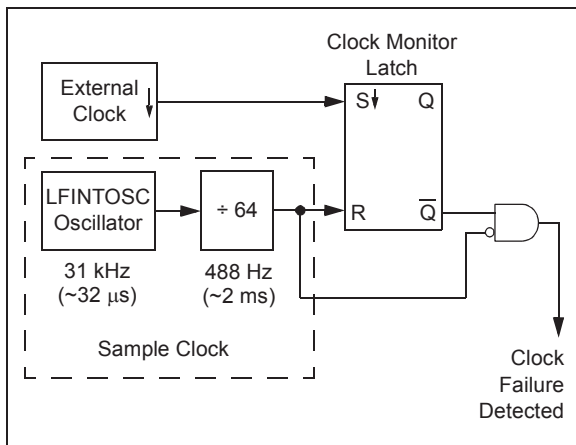 Clock Monitor
Latch
External
Clock
S
Q
LFINTOSC
Oscillator
÷ 64
R
Q̅
31 kHz
(~32 μs)
488 Hz
(~2 ms)
Sample Clock
Clock
Failure
Detected